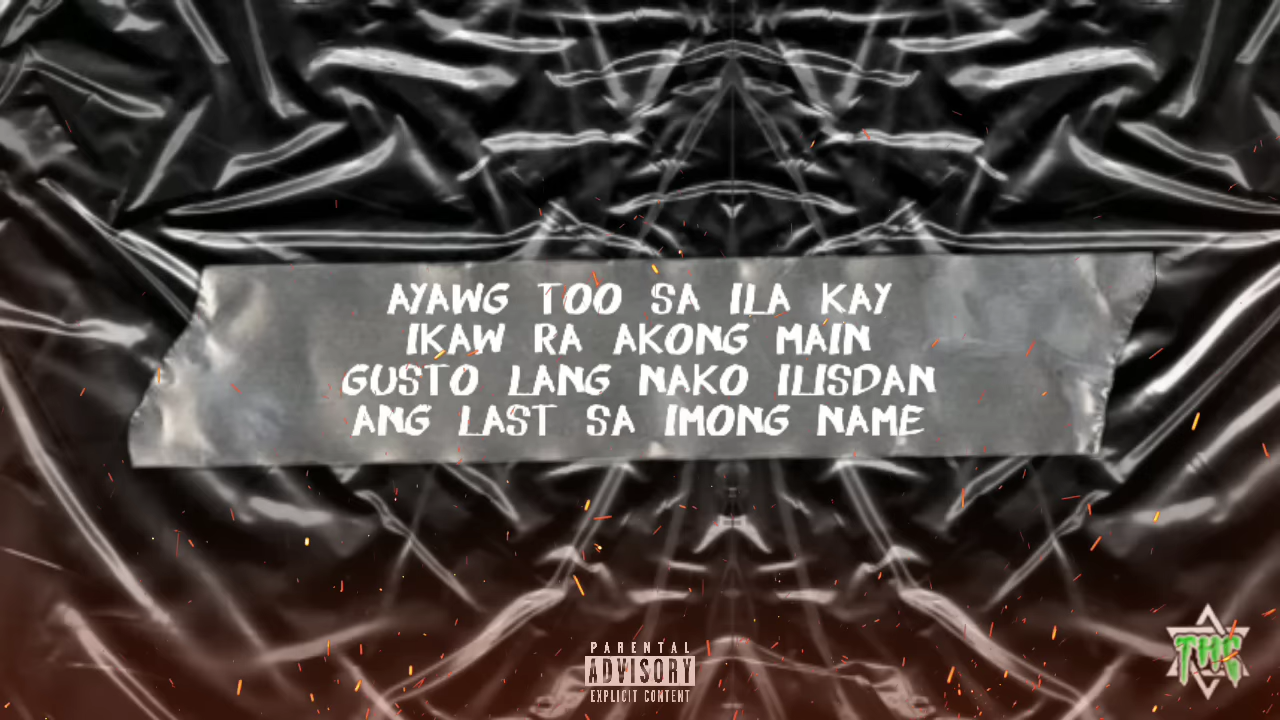 AYAWG TOO SA ILA KAY
IKAW RA AKONG MAIN
GUSTO LANG NAKO ILISDAN
ANG LAST SA IMONG NAME
PARENTAL
ADVISORY
EXPLICIT CONTENT
THC